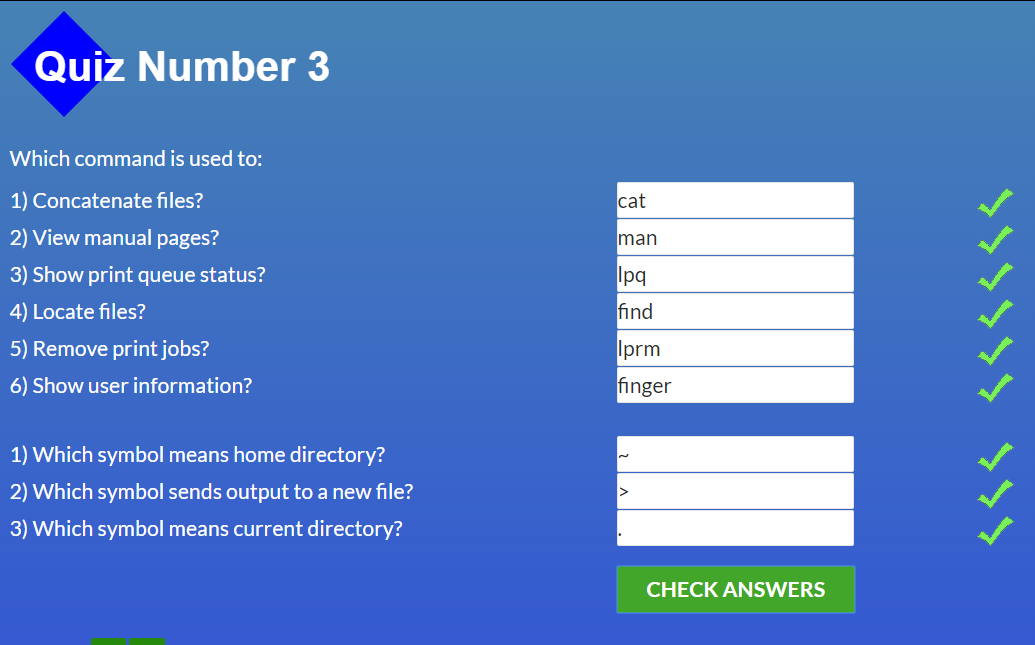 Quiz Number 3
Which command is used to:
1) Concatenate files? cat
2) View manual pages? man
3) Show print queue status? lpq
4) Locate files? find
5) Remove print jobs? lprm
6) Show user information? finger
1) Which symbol means home directory? ~
2) Which symbol sends output to a new file? >
3) Which symbol means current directory? .
CHECK ANSWERS